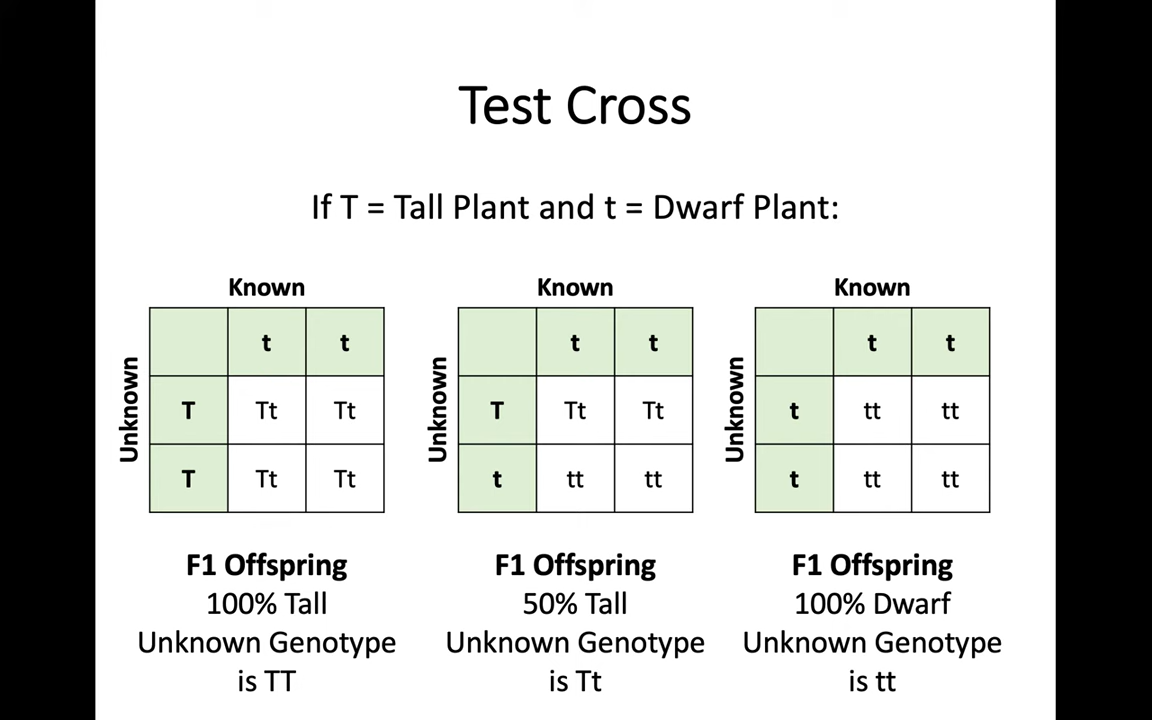 Test Cross
If T = Tall Plant and t = Dwarf Plant:
Known
Unknown
t t
T Tt Tt
T Tt Tt
F1 Offspring
100% Tall
Unknown Genotype
is TT
Known
Unknown
t t
T Tt Tt
t tt tt
F1 Offspring
50% Tall
Unknown Genotype
is Tt
Known
Unknown
t t
t tt tt
t tt tt
F1 Offspring
100% Dwarf
Unknown Genotype
is tt